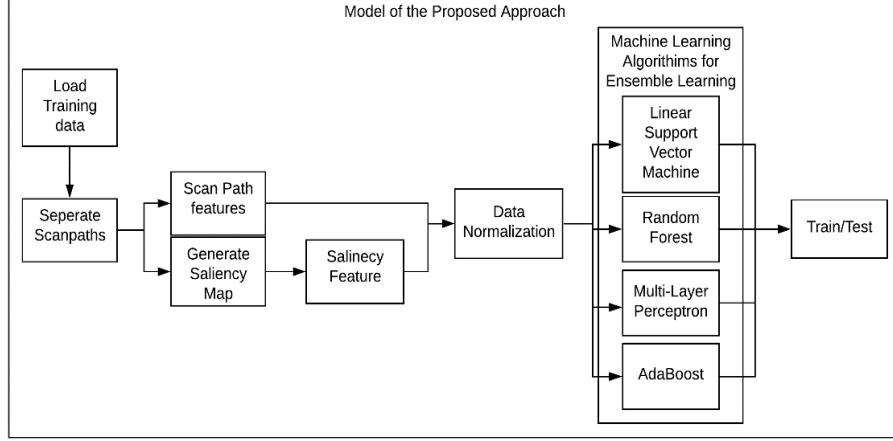 Model of the Proposed Approach
Load
Training
data
Seperate
Scanpaths
Scan Path
features
Generate
Saliency
Map
Salinecy
Feature
Data
Normalization
Machine Learning
Algorithims for
Ensemble Learning
Linear
Support
Vector
Machine
Random
Forest
Multi-Layer
Perceptron
AdaBoost
Train/Test